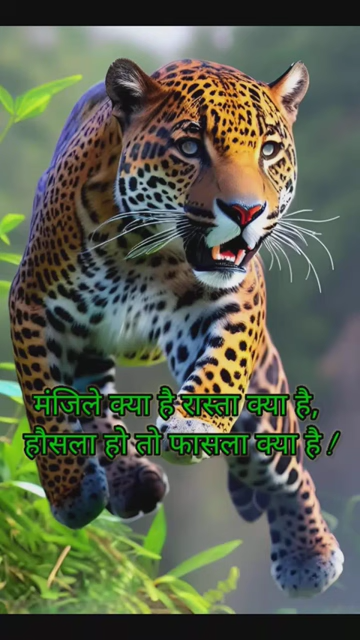 मंजिले क्या है रास्ता क्या है,
हौसला हो तो फासला क्या है !